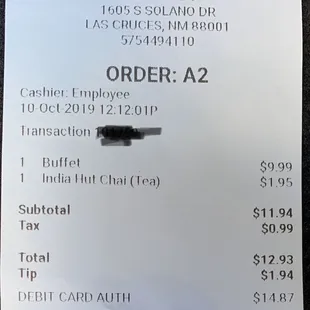 1605 S SOLANO DR
LAS CRUCES, NM 88001
5754494110
ORDER: A2
Cashier: Employee
10-Oct-2019 12:12:01P
Transaction
1 Buffet $9.99
1 India Hut Chai (Tea) $1.95
Subtotal $11.94
Tax $0.99
Total $12.93
Tip $1.94
DEBIT CARD AUTH $14.87